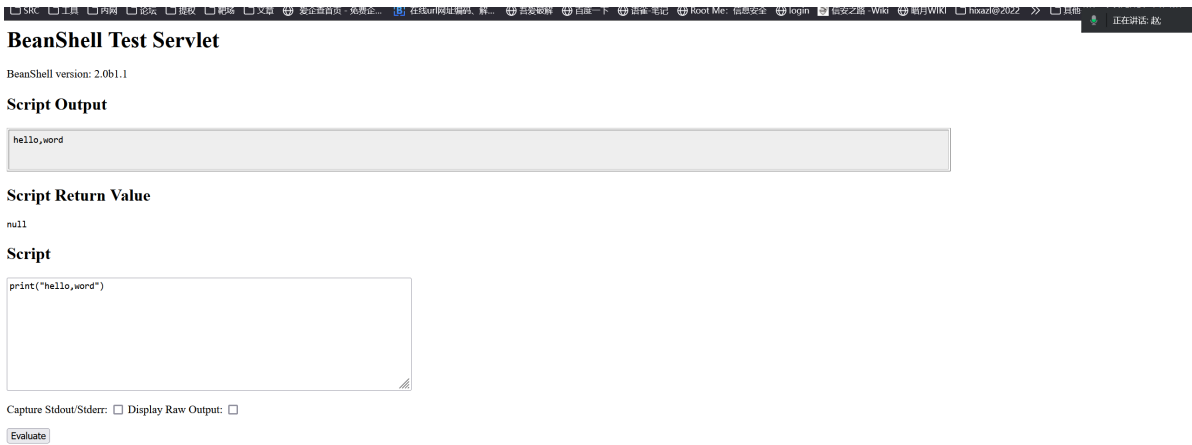 SRC 工具 内网 论坛 提权 靶场 文章 爱企查首页 - 免费企... 在线url网址编码、解... 吾爱破解 百度一下 语雀-笔记 Root Me：信息安全 login 信安之路 -Wiki 皓月WIKI hixazl@2022 其他
正在讲话: 赵;
BeanShell Test Servlet
BeanShell version: 2.0b1.1
Script Output
hello,word
Script Return Value
null
Script
print("hello,word")
Capture Stdout/Stderr: Display Raw Output:
Evaluate